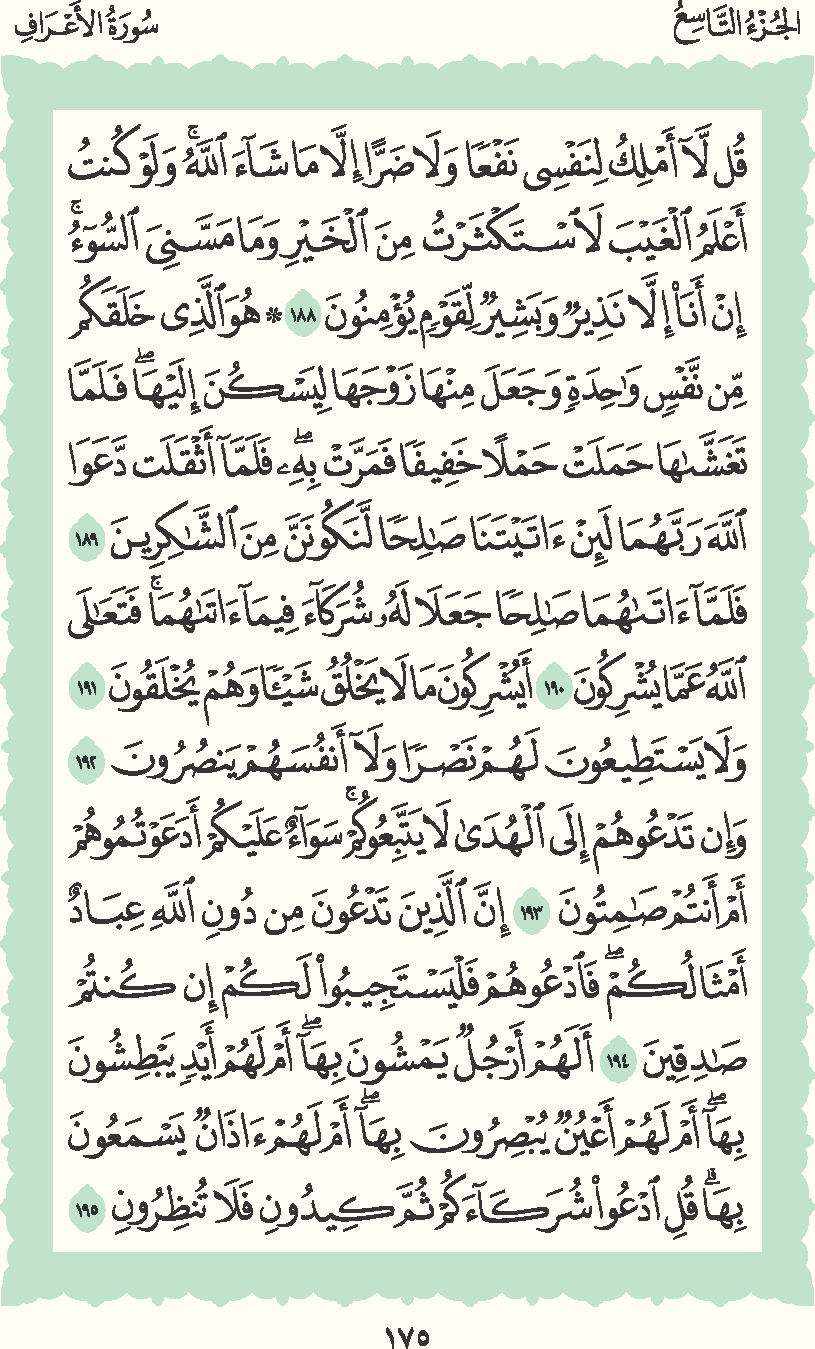 الجُزْءُ التَّاسِعُ
سُورَةُ الأَعْرَافِ
قُل لَّآ أَمْلِكُ لِنَفْسِى نَفْعًا وَلَا ضَرًّا إِلَّا مَا شَآءَ ٱللَّهُۚ وَلَوْ كُنتُ
أَعْلَمُ ٱلْغَيْبَ لَٱسْتَكْثَرْتُ مِنَ ٱلْخَيْرِ وَمَا مَسَّنِىَ ٱلسُّوٓءُۚ
إِنْ أَنَا۠ إِلَّا نَذِيرٌ وَبَشِيرٌ لِّقَوْمٍ يُؤْمِنُونَ ١٨٨ * هُوَ ٱلَّذِى خَلَقَكُم
مِّن نَّفْسٍ وَٰحِدَةٍ وَجَعَلَ مِنْهَا زَوْجَهَا لِيَسْكُنَ إِلَيْهَاۖ فَلَمَّا
تَغَشَّىٰهَا حَمَلَتْ حَمْلًا خَفِيفًا فَمَرَّتْ بِهِۦۖ فَلَمَّآ أَثْقَلَت دَّعَوَا
ٱللَّهَ رَبَّهُمَا لَئِنْ ءَاتَيْتَنَا صَٰلِحًا لَّنَكُونَنَّ مِنَ ٱلشَّٰكِرِينَ ١٨٩
فَلَمَّآ ءَاتَىٰهُمَا صَٰلِحًا جَعَلَا لَهُۥ شُرَكَآءَ فِيمَآ ءَاتَىٰهُمَاۚ فَتَعَٰلَى
ٱللَّهُ عَمَّا يُشْرِكُونَ ١٩٠ أَيُشْرِكُونَ مَا لَا يَخْلُقُ شَيْـًٔا وَهُمْ يُخْلَقُونَ ١٩١
وَلَا يَسْتَطِيعُونَ لَهُمْ نَصْرًا وَلَآ أَنفُسَهُمْ يَنصُرُونَ ١٩٢
وَإِن تَدْعُوهُمْ إِلَى ٱلْهُدَىٰ لَا يَتَّبِعُوكُمْۚ سَوَآءٌ عَلَيْكُمْ أَدَعَوْتُمُوهُمْ
أَمْ أَنتُمْ صَٰمِتُونَ ١٩٣ إِنَّ ٱلَّذِينَ تَدْعُونَ مِن دُونِ ٱللَّهِ عِبَادٌ
أَمْثَالُكُمْۖ فَٱدْعُوهُمْ فَلْيَسْتَجِيبُوا۟ لَكُمْ إِن كُنتُمْ
صَٰدِقِينَ ١٩٤ أَلَهُمْ أَرْجُلٌ يَمْشُونَ بِهَآۖ أَمْ لَهُمْ أَيْدٍ يَبْطِشُونَ
بِهَآۖ أَمْ لَهُمْ أَعْيُنٌ يُبْصِرُونَ بِهَآۖ أَمْ لَهُمْ ءَاذَانٌ يَسْمَعُونَ
بِهَاۗ قُلِ ٱدْعُوا۟ شُرَكَآءَكُمْ ثُمَّ كِيدُونِ فَلَا تُنظِرُونِ ١٩٥
١٧٥